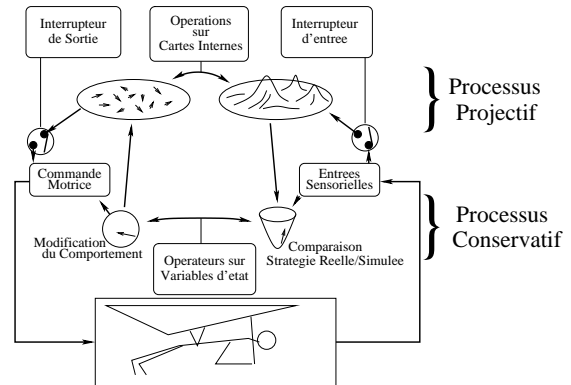 Interrupteur
de Sortie
Operations sur
Cartes Internes
Interrupteur
d'entree
Processus
Projectif
Commande
Motrice
Entrees
Sensorielles
Modification
du Comportement
Operateurs sur
Variables d'etat
Comparaison
Strategie Reelle/Simulee
Processus
Conservatif